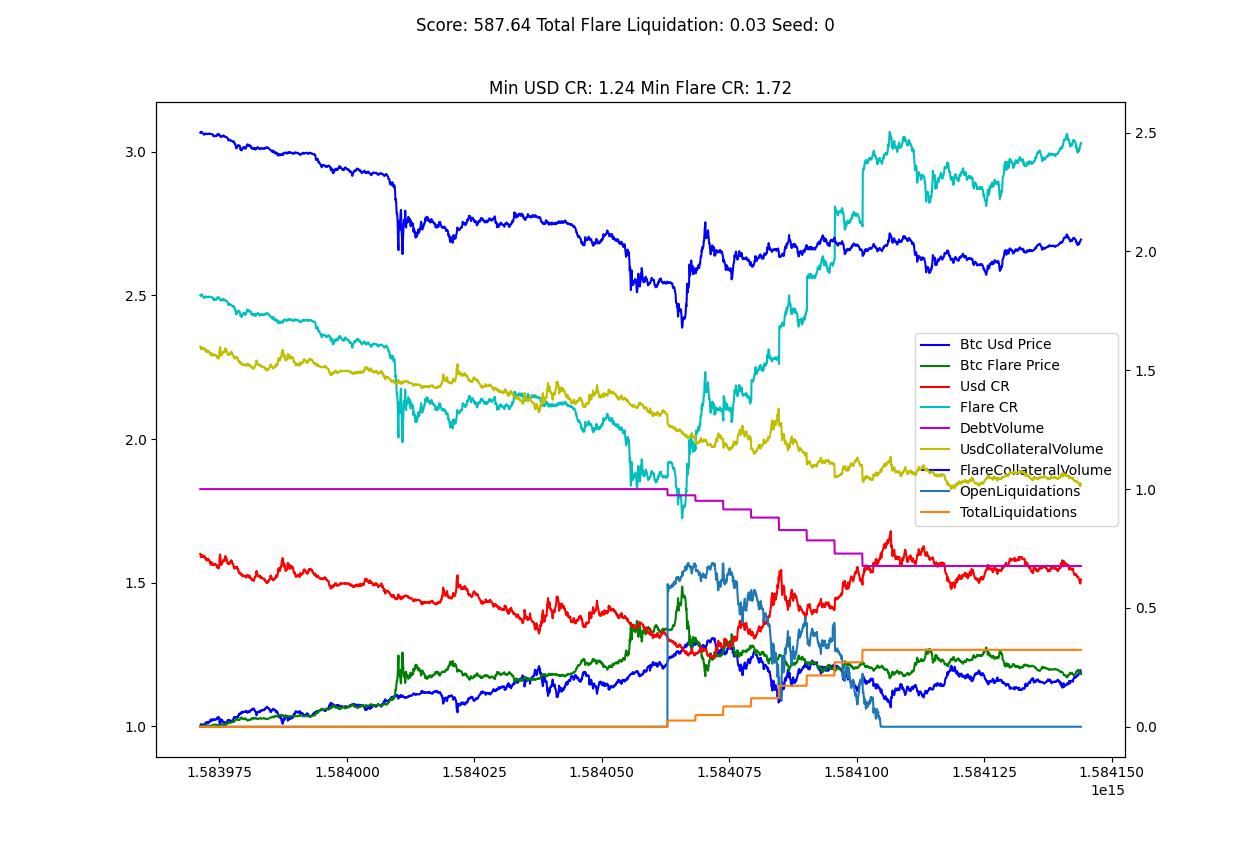 Score: 587.64 Total Flare Liquidation: 0.03 Seed: 0
Min USD CR: 1.24 Min Flare CR: 1.72
3.0
2.5
2.0
1.5
1.0
2.5
2.0
1.5
1.0
0.5
0.0
Btc Usd Price
Btc Flare Price
Usd CR
Flare CR
DebtVolume
UsdCollateralVolume
FlareCollateralVolume
OpenLiquidations
TotalLiquidations
1.583975 1.584000 1.584025 1.584050 1.584075 1.584100 1.584125 1.584150
1e15